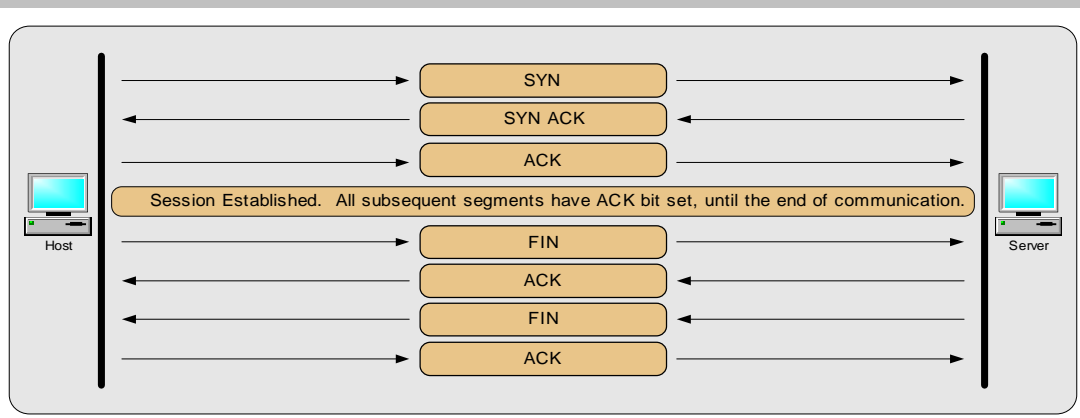 SYN
SYN ACK
ACK
Session Established. All subsequent segments have ACK bit set, until the end of communication.
Host
Server
FIN
ACK
FIN
ACK